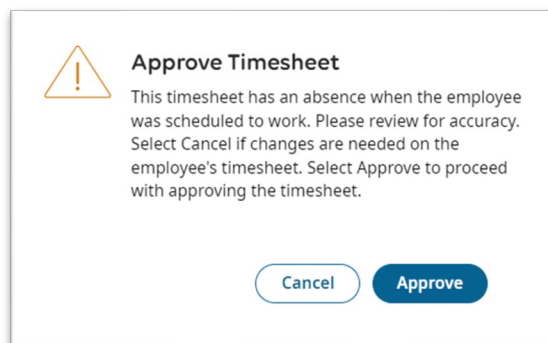 Approve Timesheet
This timesheet has an absence when the employee
was scheduled to work. Please review for accuracy.
Select Cancel if changes are needed on the
employee's timesheet. Select Approve to proceed
with approving the timesheet.
Cancel Approve